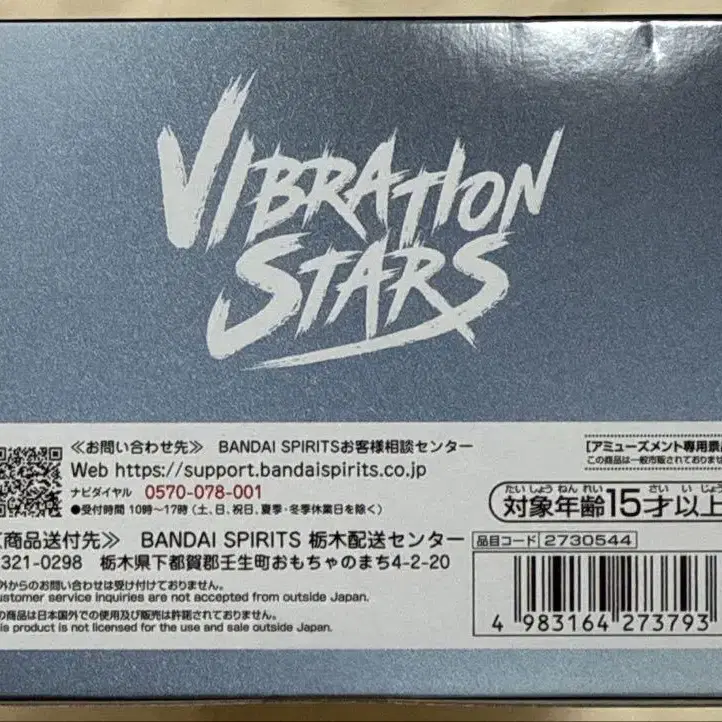 VIBRATION
STARS
≪お問い合わせ先≫ BANDAI SPIRITSお客様相談センター
Web https://support.bandaispirits.co.jp
ナビダイヤル 0570-078-001
●受付時間 10時〜17時(土、日、祝日、夏季・冬季休業日を除く)
商品送付先≫ BANDAI SPIRITS 栃木配送センター
321-0298 栃木県下都賀郡壬生町おもちゃのまち4-2-20
外からのお問い合わせは受け付けておりません。
ustomer service inquiries are not accepted from outside Japan.
の商品は日本国外での使用及び販売は許諾されておりません。
is product is not licensed for the use and sale outside Japan.
【アミューズメント専用景品
この商品は一般市販されておりませ
たいしょうねんれい さいいじょう
対象年齢15才以上
品目コード 2730544
4 983164 273793